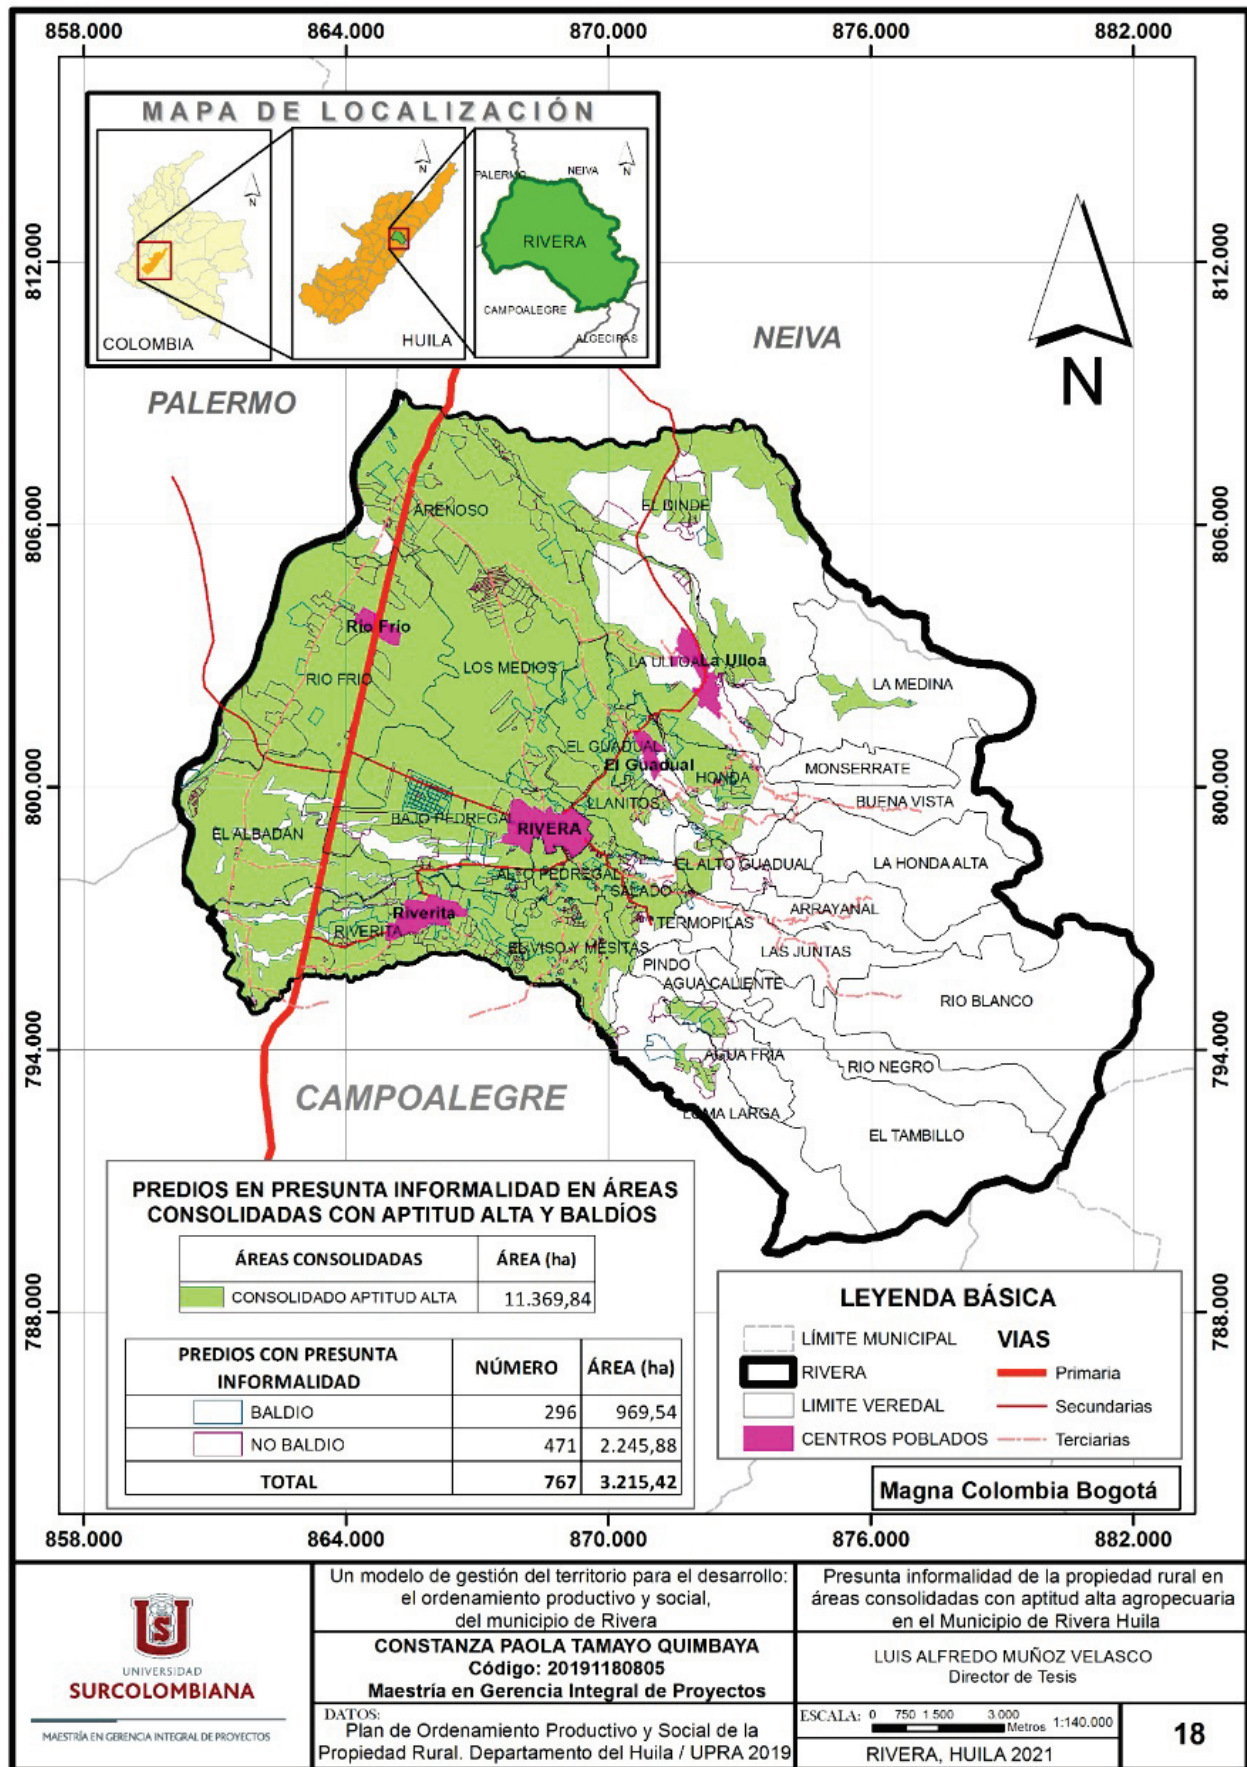 858.000 864.000 870.000 876.000 882.000
MAPA DE LOCALIZACIÓN
N
COLOMBIA
N
HUILA
PALERMO
NEIVA
N
RIVERA
CAMPOALEGRE
ALGECIRAS
812.000
812.000
NEIVA
N
PALERMO
806.000
806.000
ARENOSO
EL DINDE
Rio Frío
RIO FRIO
LOS MEDIOS
LA ULLOA
La Ulloa
LA MEDINA
EL GUADUAL
El Guadual
HONDA
MONSERRATE
800.000
800.000
BUENA VISTA
LLANITOS
BAJO PEDREGAL
RIVERA
EL ALBADAN
EL ALTO GUADUAL
LA HONDA ALTA
ALTO PEDREGAL
SALADO
ARRAYANAL
Riverita
RIVERITA
TERMOPILAS
EL VISO Y MESITAS
LAS JUNTAS
PINDO
AGUA CALIENTE
RIO BLANCO
794.000
794.000
AGUA FRIA
RIO NEGRO
LOMA LARGA
EL TAMBILLO
CAMPOALEGRE
PREDIOS EN PRESUNTA INFORMALIDAD EN ÁREAS
CONSOLIDADAS CON APTITUD ALTA Y BALDÍOS
ÁREAS CONSOLIDADAS ÁREA (ha)
CONSOLIDADO APTITUD ALTA 11.369,84
PREDIOS CON PRESUNTA
INFORMALIDAD NÚMERO ÁREA (ha)
BALDIO 296 969,54
NO BALDIO 471 2.245,88
TOTAL 767 3.215,42
788.000
788.000
LEYENDA BÁSICA
LÍMITE MUNICIPAL VIAS
RIVERA Primaria
LIMITE VEREDAL Secundarias
CENTROS POBLADOS Terciarias
Magna Colombia Bogotá
858.000 864.000 870.000 876.000 882.000
UNIVERSIDAD
SURCOLOMBIANA
MAESTRÍA EN GERENCIA INTEGRAL DE PROYECTOS
Un modelo de gestión del territorio para el desarrollo:
el ordenamiento productivo y social,
del municipio de Rivera
CONSTANZA PAOLA TAMAYO QUIMBAYA
Código: 20191180805
Maestría en Gerencia Integral de Proyectos
DATOS:
Plan de Ordenamiento Productivo y Social de la
Propiedad Rural. Departamento del Huila / UPRA 2019
Presunta informalidad de la propiedad rural en
áreas consolidadas con aptitud alta agropecuaria
en el Municipio de Rivera Huila
LUIS ALFREDO MUÑOZ VELASCO
Director de Tesis
ESCALA: 0 750 1.500 3.000 Metros 1:140.000
RIVERA, HUILA 2021
18